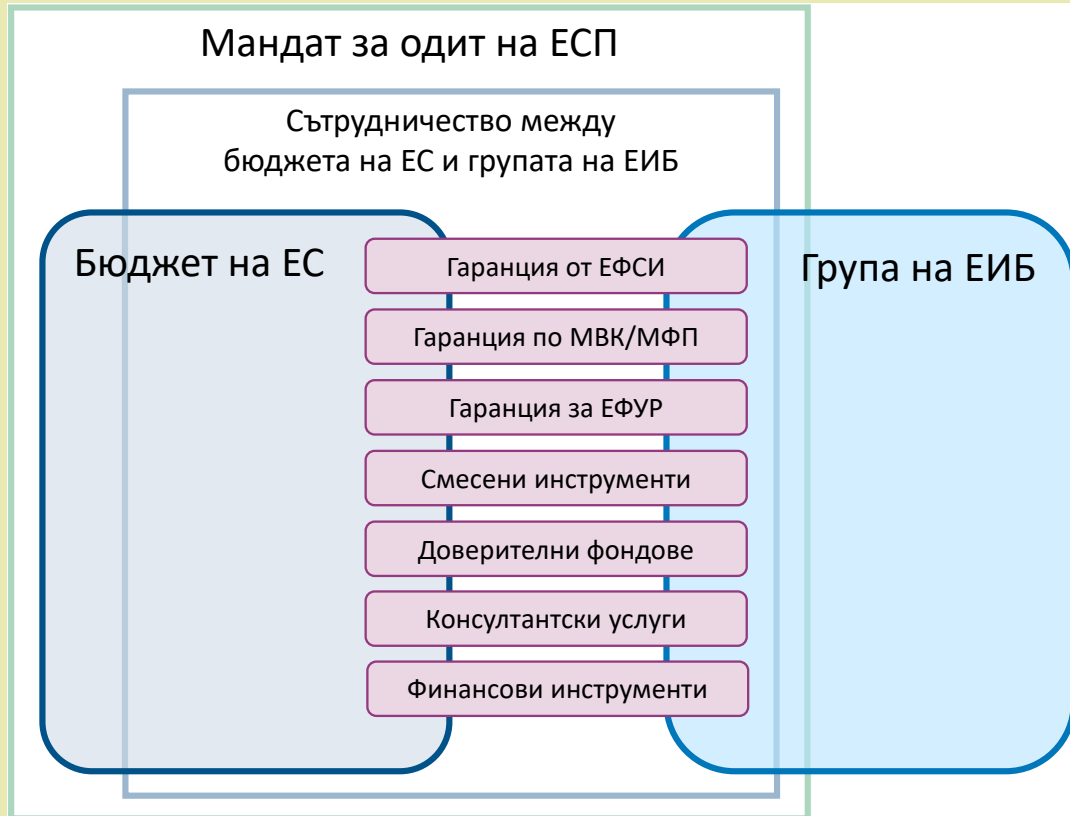 Мандат за одит на ЕСП
Сътрудничество между
бюджета на ЕС и групата на ЕИБ
Бюджет на ЕС
Група на ЕИБ
Гаранция от ЕФСИ
Гаранция по МВК/МФП
Гаранция за ЕФУР
Смесени инструменти
Доверителни фондове
Консултантски услуги
Финансови инструменти